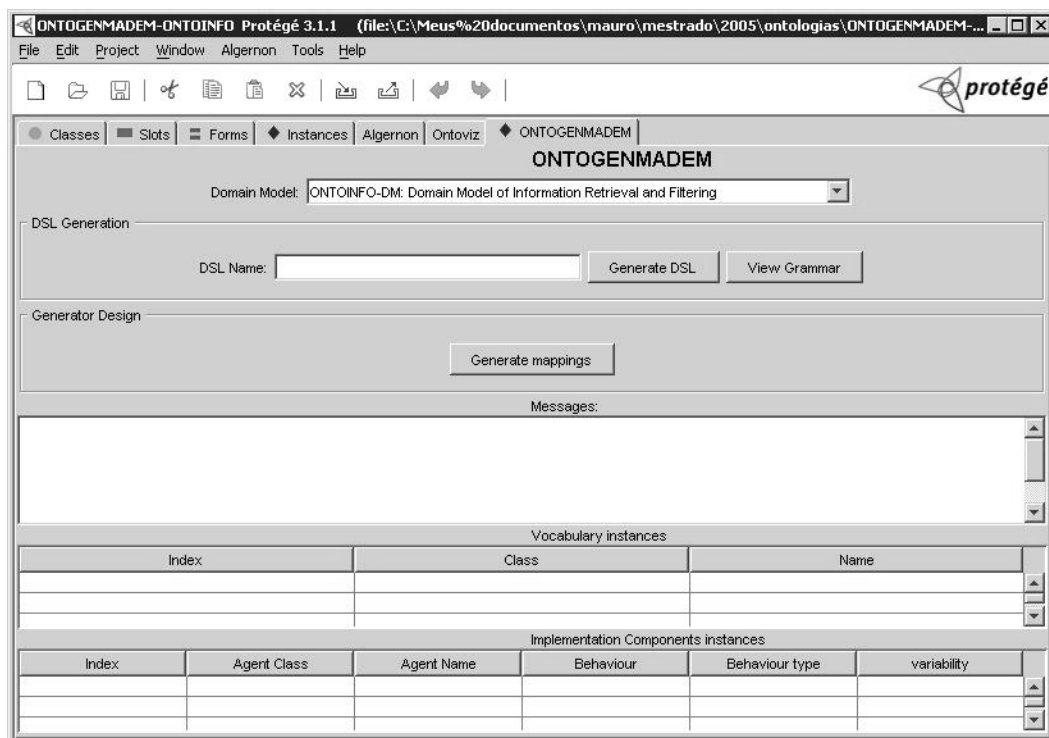 ONTOGENMADEM-ONTOINFO Protégé 3.1.1 (file:\C:\Meus%20documentos\mauro\mestrado\2005\ontologias\ONTOGENMADEM-...
File Edit Project Window Algernon Tools Help
protégé
Classes Slots Forms Instances Algernon Ontoviz ONTOGENMADEM
ONTOGENMADEM
Domain Model: ONTOINFO-DM: Domain Model of Information Retrieval and Filtering
DSL Generation
DSL Name: Generate DSL View Grammar
Generator Design
Generate mappings
Messages:
Vocabulary instances
Index Class Name
Implementation Components instances
Index Agent Class Agent Name Behaviour Behaviour type variability